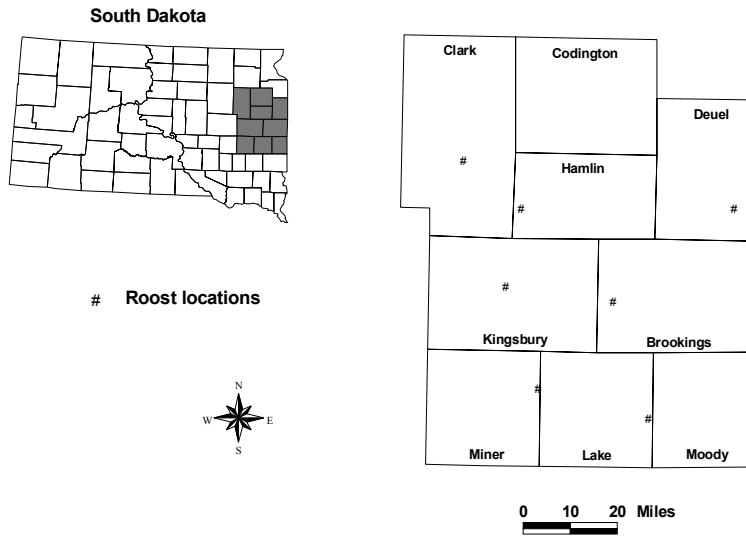 South Dakota
Clark
Codington
Deuel
#
Hamlin
#
#
# Roost locations
#
#
Kingsbury
Brookings
N
W E
S
#
#
Miner
Lake
Moody
0 10 20 Miles